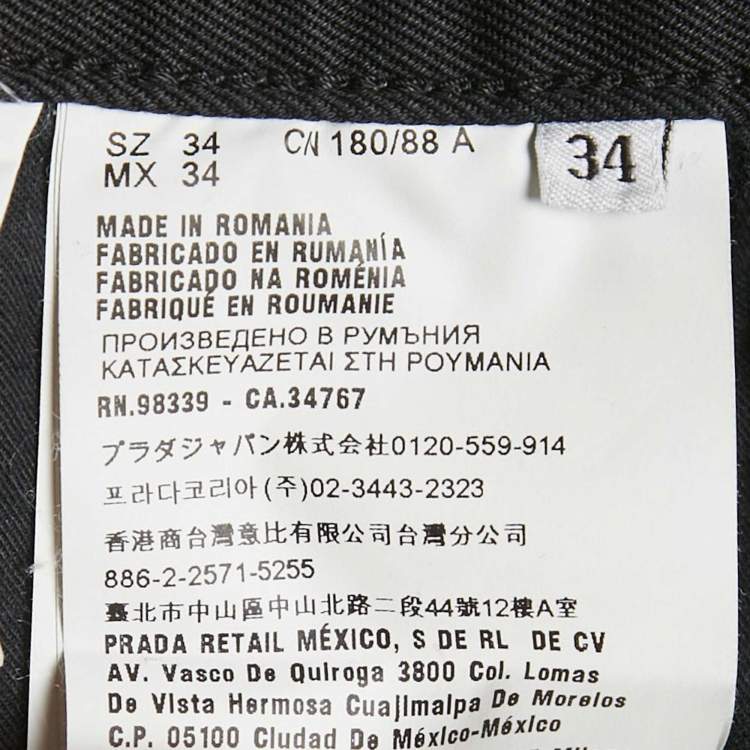 SZ 34 CN 180/88 A
34
MX 34
MADE IN ROMANIA
FABRICADO EN RUMANÍA
FABRICADO NA ROMÉNIA
FABRIQUÉ EN ROUMANIE
ПРОИЗВЕДЕНО В РУМЪНИЯ
ΚΑΤΑΣΚΕΥΑΖΕΤΑΙ ΣΤΗ ΡΟΥΜΑΝΙΑ
RN.98339 - CA.34767
プラダジャパン株式会社0120-559-914
프라다코리아(주)02-3443-2323
香港商台灣意比有限公司台灣分公司
886-2-2571-5255
臺北市中山區中山北路二段44號12樓A室
PRADA RETAIL MÉXICO, S DE RL DE CV
AV. Vasco De Quiroga 3800 Col. Lomas
De Vista Hermosa Cuajimalpa De Morelos
C.P. 05100 Ciudad De México-México